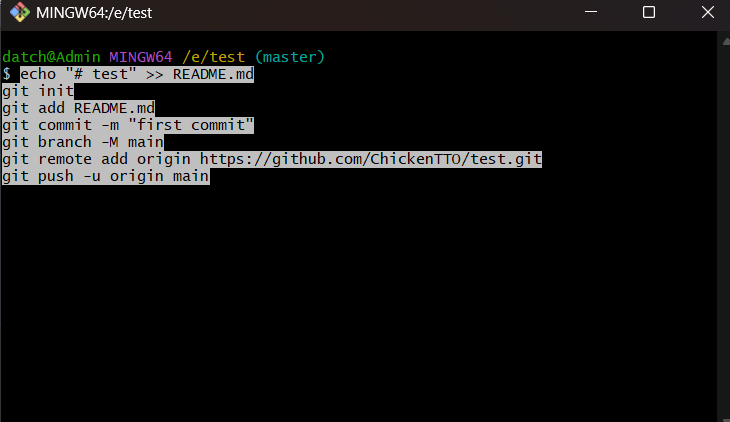 MINGW64:/e/test
datch@Admin MINGW64 /e/test (master)
$ echo "# test" >> README.md
git init
git add README.md
git commit -m "first commit"
git branch -M main
git remote add origin https://github.com/ChickenTTO/test.git
git push -u origin main